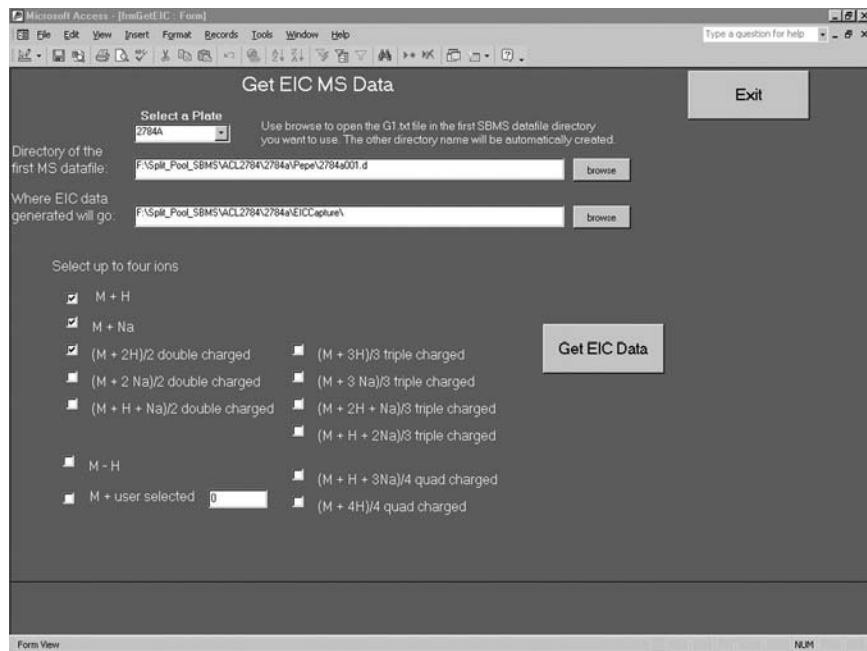 Microsoft Access - [frmGetEIC : Form]
File Edit View Insert Format Records Tools Window Help
Type a question for help
Get EIC MS Data
Exit
Select a Plate
2784A
Use browse to open the G1.txt file in the first SBMS datafile directory
you want to use. The other directory name will be automatically created.
Directory of the
first MS datafile:
F:\Split_Pool_SBMS\ACL2784\2784a\Pepe\2784a001.d
browse
Where EIC data
generated will go:
F:\Split_Pool_SBMS\ACL2784\2784a\EICCapture\
browse
Select up to four ions
M + H
M + Na
(M + 2H)/2 double charged
(M + 2 Na)/2 double charged
(M + H + Na)/2 double charged
(M + 3H)/3 triple charged
(M + 3 Na)/3 triple charged
(M + 2H + Na)/3 triple charged
(M + H + 2Na)/3 triple charged
Get EIC Data
M - H
M + user selected 0
(M + H + 3Na)/4 quad charged
(M + 4H)/4 quad charged
Form View
NUM